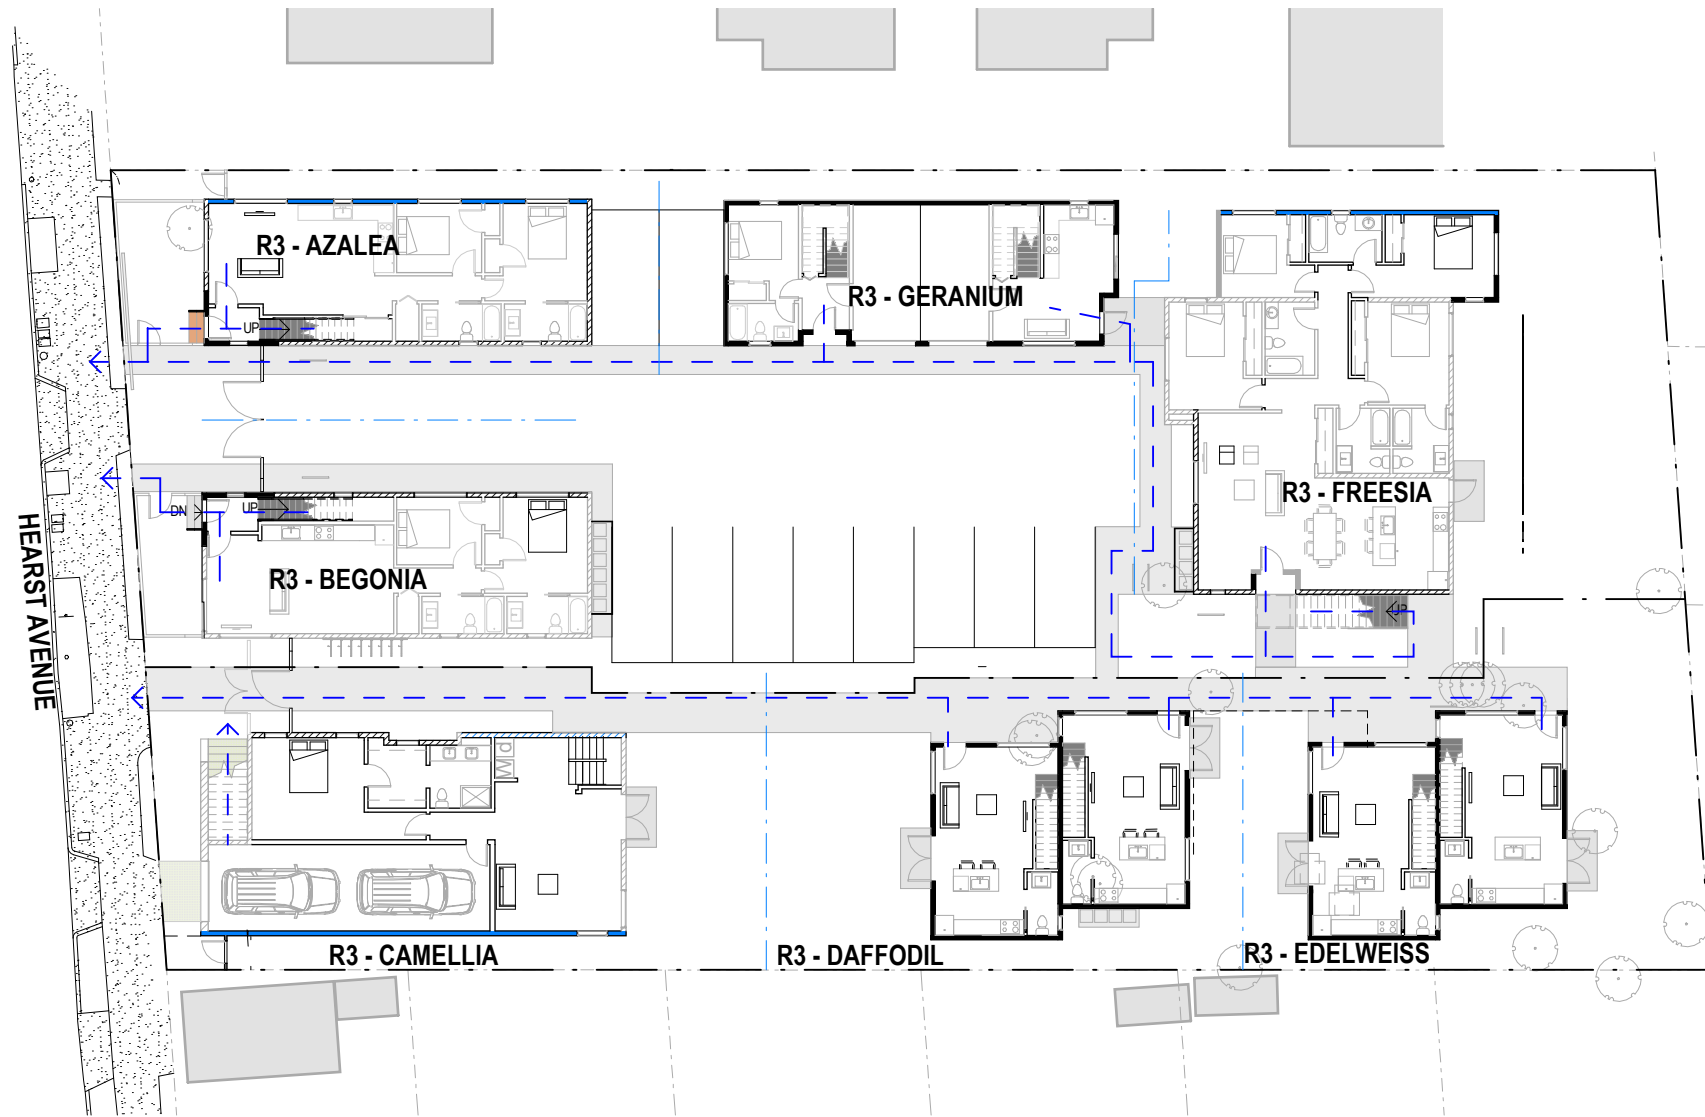 R3 - AZALEA
UP
R3 - GERANIUM
R3 - FREESIA
DN
UP
R3 - BEGONIA
HEARST AVENUE
UP
R3 - CAMELLIA
R3 - DAFFODIL
R3 - EDELWEISS